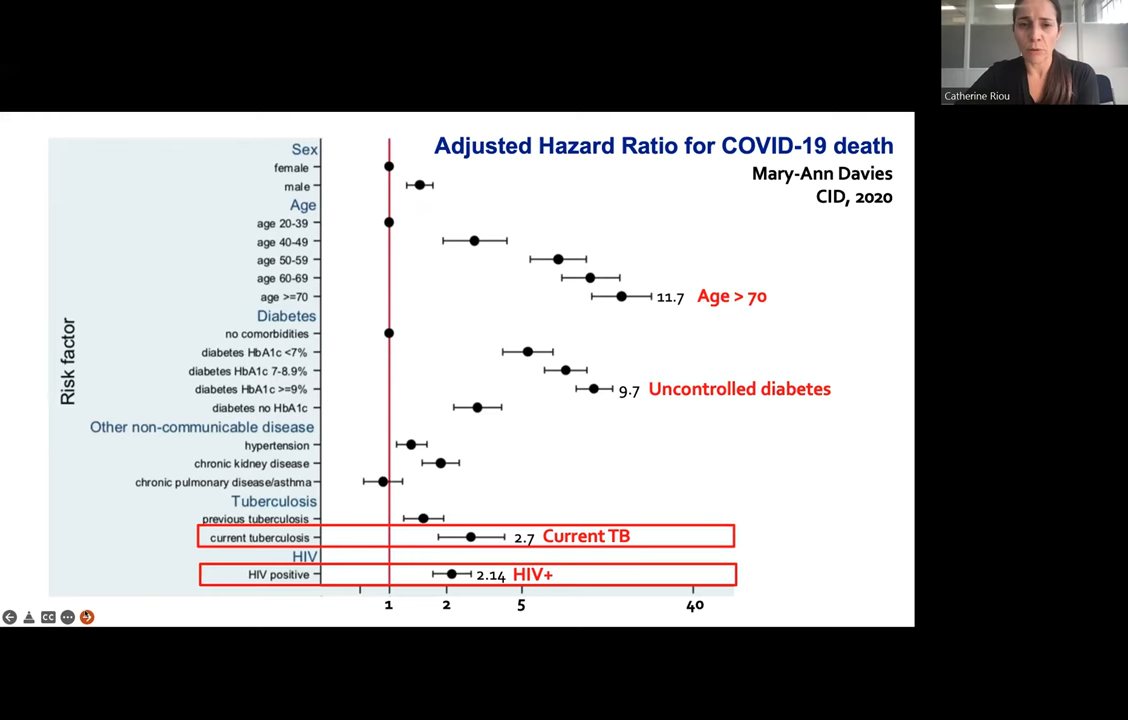 Catherine Riou
Adjusted Hazard Ratio for COVID-19 death
Mary-Ann Davies
CID, 2020
Risk factor
Sex
female
male
Age
age 20-39
age 40-49
age 50-59
age 60-69
age >=70
11.7 Age > 70
Diabetes
no comorbidities
diabetes HbA1c <7%
diabetes HbA1c 7-8.9%
diabetes HbA1c >=9%
9.7 Uncontrolled diabetes
diabetes no HbA1c
Other non-communicable disease
hypertension
chronic kidney disease
chronic pulmonary disease/asthma
Tuberculosis
previous tuberculosis
current tuberculosis
2.7 Current TB
HIV
HIV positive
2.14 HIV+
1 2 5 40
CC